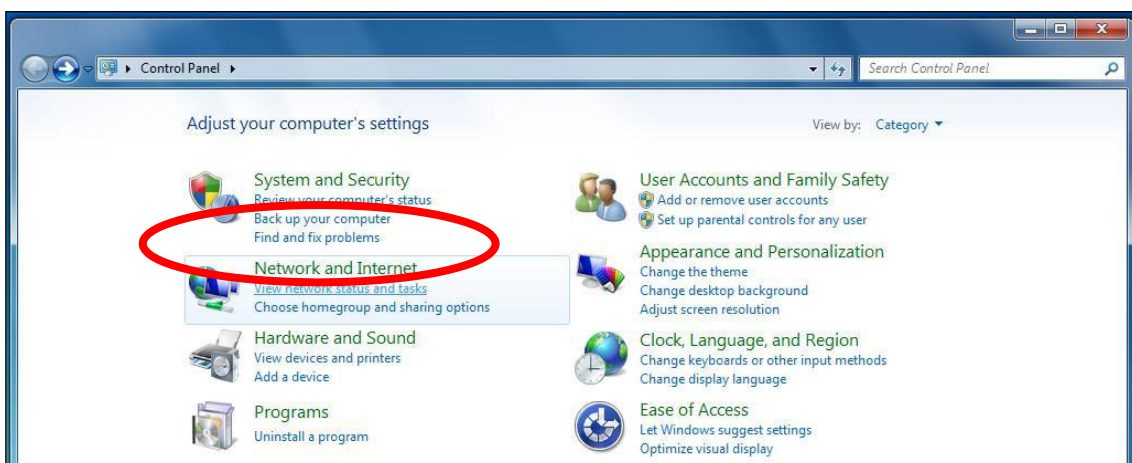 Control Panel
Search Control Panel
Adjust your computer's settings
View by: Category
System and Security
Review your computer's status
Back up your computer
Find and fix problems
Network and Internet
View network status and tasks
Choose homegroup and sharing options
Hardware and Sound
View devices and printers
Add a device
Programs
Uninstall a program
User Accounts and Family Safety
Add or remove user accounts
Set up parental controls for any user
Appearance and Personalization
Change the theme
Change desktop background
Adjust screen resolution
Clock, Language, and Region
Change keyboards or other input methods
Change display language
Ease of Access
Let Windows suggest settings
Optimize visual display